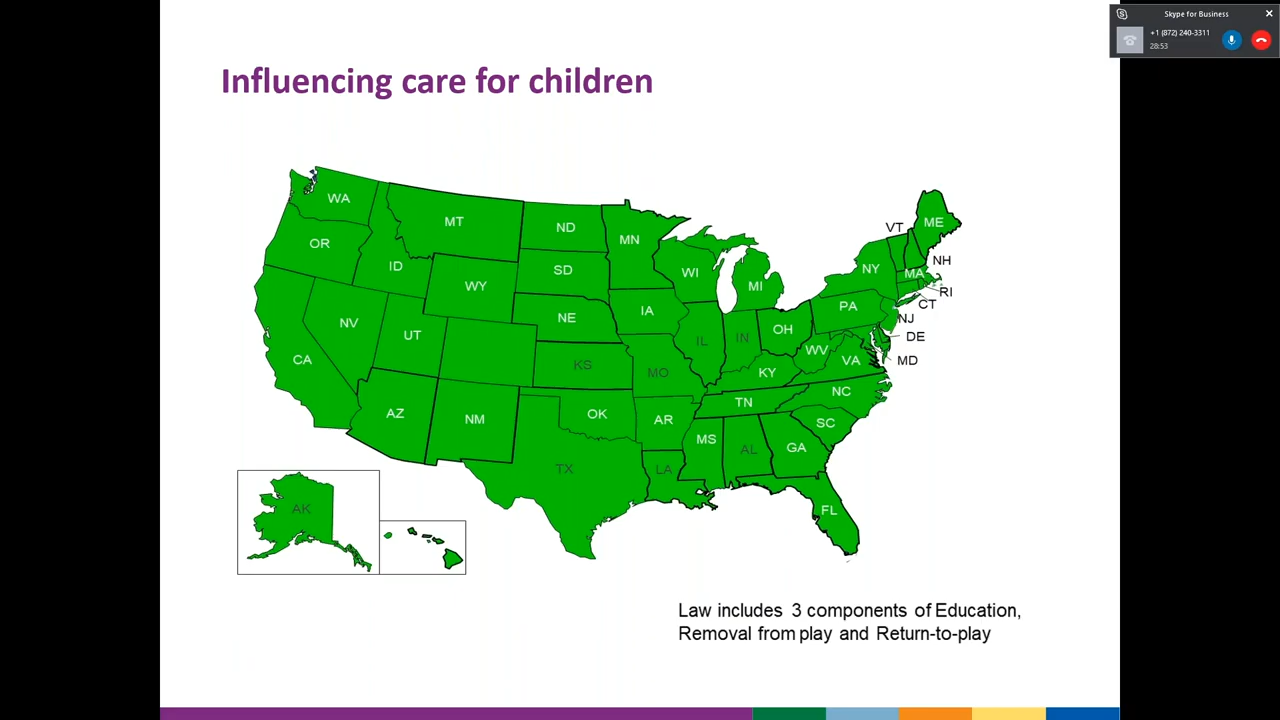 Skype for Business
+1 (872) 240-3311
28:53
Influencing care for children
WA
MT
ND
MN
VT
ME
OR
ID
SD
WI
NY
NH
MA
WY
MI
RI
CT
NV
NE
IA
PA
NJ
UT
OH
DE
CA
IL
IN
WV
VA
MD
KS
MO
KY
NC
AZ
NM
OK
AR
TN
SC
MS
AL
GA
TX
LA
AK
FL
Law includes 3 components of Education,
Removal from play and Return-to-play